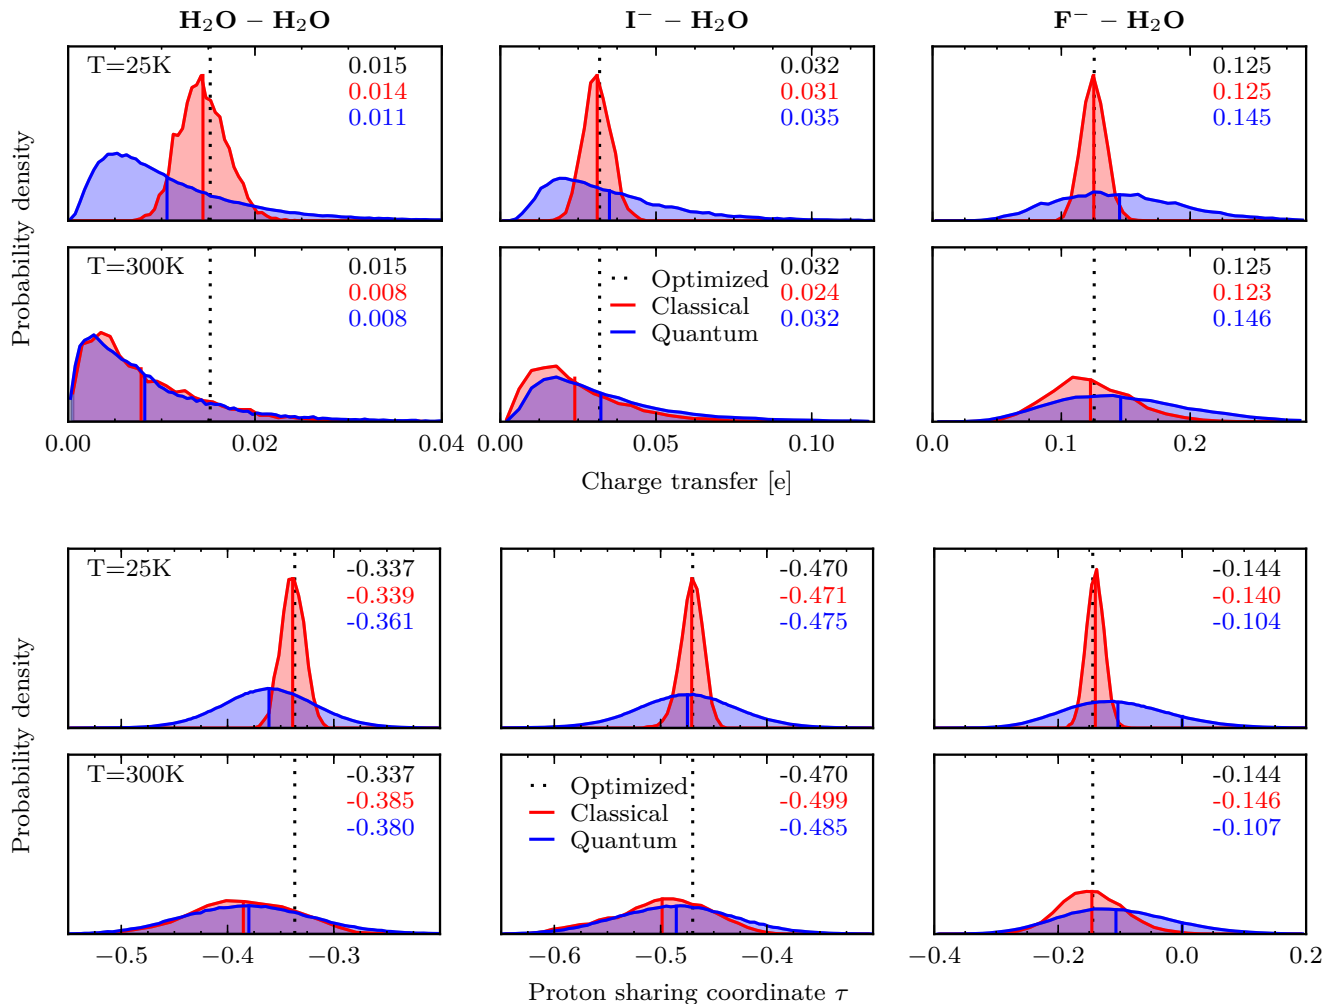 H₂O – H₂O
I⁻ – H₂O
F⁻ – H₂O
Probability density
T=25K
0.015
0.014
0.011
0.032
0.031
0.035
0.125
0.125
0.145
Probability density
T=300K
0.015
0.008
0.008
Optimized
Classical
Quantum
0.032
0.024
0.032
0.125
0.123
0.146
0.00 0.02 0.04
0.00 0.05 0.10
0.0 0.1 0.2
Charge transfer [e]
Probability density
T=25K
-0.337
-0.339
-0.361
-0.470
-0.471
-0.475
-0.144
-0.140
-0.104
Probability density
T=300K
-0.337
-0.385
-0.380
Optimized
Classical
Quantum
-0.470
-0.499
-0.485
-0.144
-0.146
-0.107
−0.5 −0.4 −0.3
−0.6 −0.5 −0.4
−0.4 −0.2 0.0 0.2
Proton sharing coordinate τ